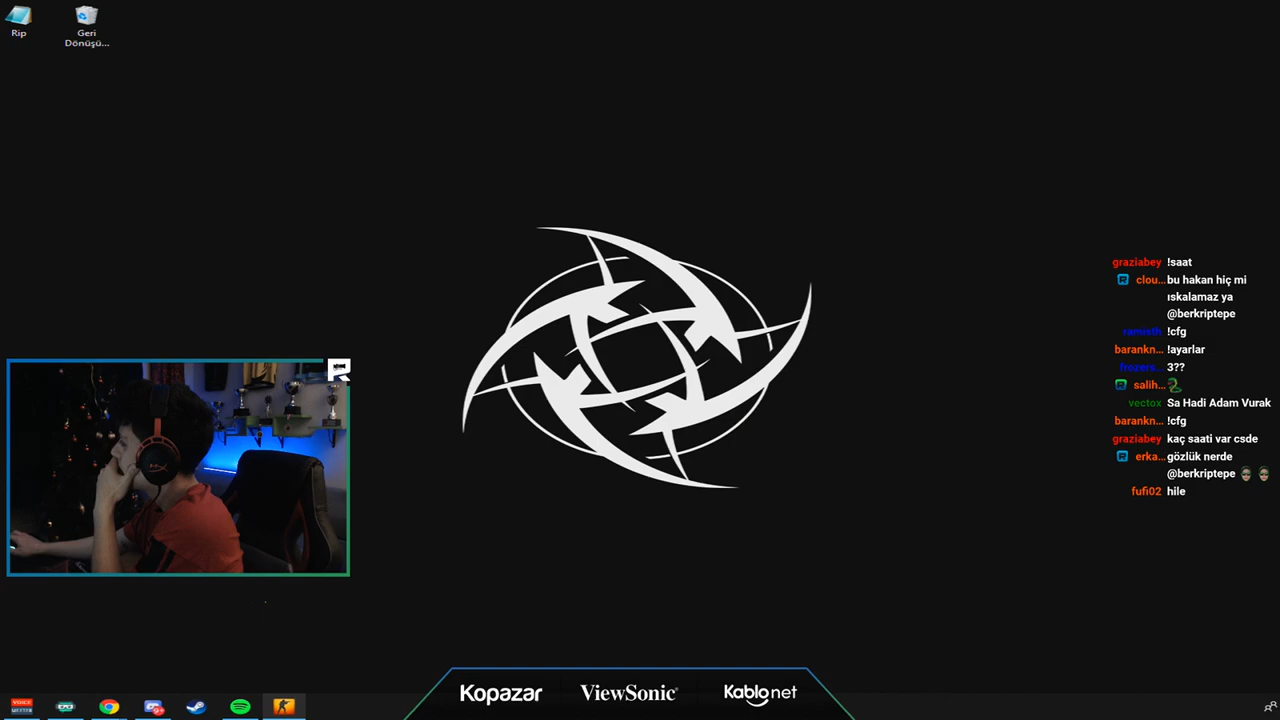 Rip
Geri
Dönüşü...
graziabey !saat
clou... bu hakan hiç mi
ıskalamaz ya
@berkriptepe
ramisth !cfg
barankn... !ayarlar
frozers... 3??
salih...
vectox Sa Hadi Adam Vurak
barankn... !cfg
graziabey kaç saati var csde
erka... gözlük nerde
@berkriptepe
fufi02 hile
Kopazar ViewSonic Kablonet